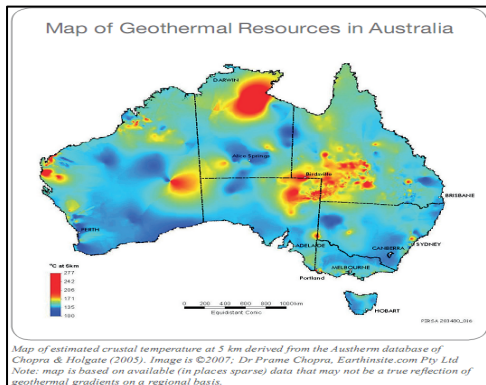 Map of Geothermal Resources in Australia
DARWIN
Alice Springs
Birdsville
BRISBANE
PERTH
ADELAIDE
SYDNEY
CANBERRA
MELBOURNE
Portland
HOBART
°C at 5km
277
242
206
171
135
100
0 200 400 600 800 1000km
Equidistant Conic
Map of estimated crustal temperature at 5 km derived from the Austherm database of
Chopra & Holgate (2005). Image is ©2007; Dr Prame Chopra, Earthinsite.com Pty Ltd
Note: map is based on available (in places sparse) data that may not be a true reflection of
geothermal gradients on a regional basis.